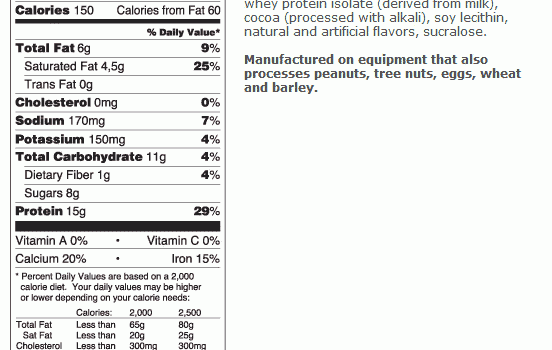 Calories 150 Calories from Fat 60
% Daily Value*
Total Fat 6g 9%
Saturated Fat 4,5g 25%
Trans Fat 0g
Cholesterol 0mg 0%
Sodium 170mg 7%
Potassium 150mg 4%
Total Carbohydrate 11g 4%
Dietary Fiber 1g 4%
Sugars 8g
Protein 15g 29%
Vitamin A 0% • Vitamin C 0%
Calcium 20% • Iron 15%
* Percent Daily Values are based on a 2,000
calorie diet. Your daily values may be higher
or lower depending on your calorie needs:
Calories: 2,000 2,500
Total Fat Less than 65g 80g
Sat Fat Less than 20g 25g
Cholesterol Less than 300mg 300mg
whey protein isolate (derived from milk),
cocoa (processed with alkali), soy lecithin,
natural and artificial flavors, sucralose.
Manufactured on equipment that also
processes peanuts, tree nuts, eggs, wheat
and barley.